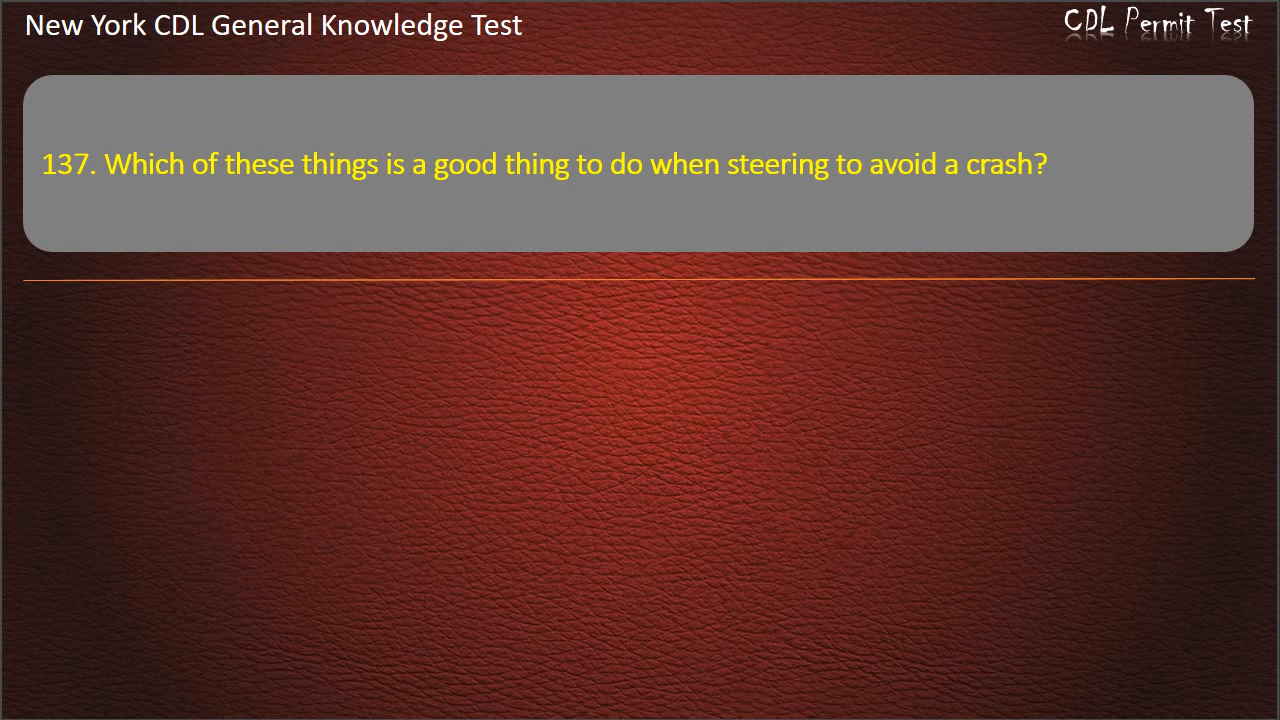 New York CDL General Knowledge Test
CDL Permit Test
137. Which of these things is a good thing to do when steering to avoid a crash?